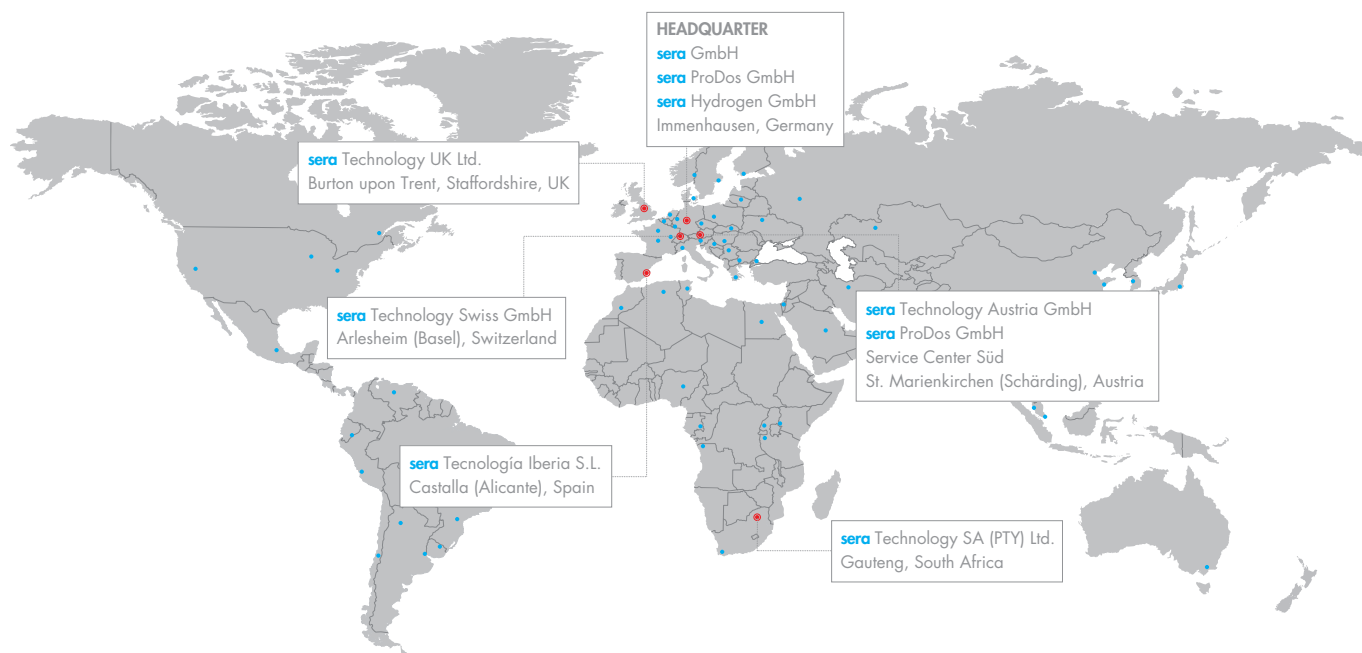 HEADQUARTER
sera GmbH
sera ProDos GmbH
sera Hydrogen GmbH
Immenhausen, Germany
sera Technology UK Ltd.
Burton upon Trent, Staffordshire, UK
sera Technology Swiss GmbH
Arlesheim (Basel), Switzerland
sera Technology Austria GmbH
sera ProDos GmbH
Service Center Süd
St. Marienkirchen (Schärding), Austria
sera Tecnología Iberia S.L.
Castalla (Alicante), Spain
sera Technology SA (PTY) Ltd.
Gauteng, South Africa